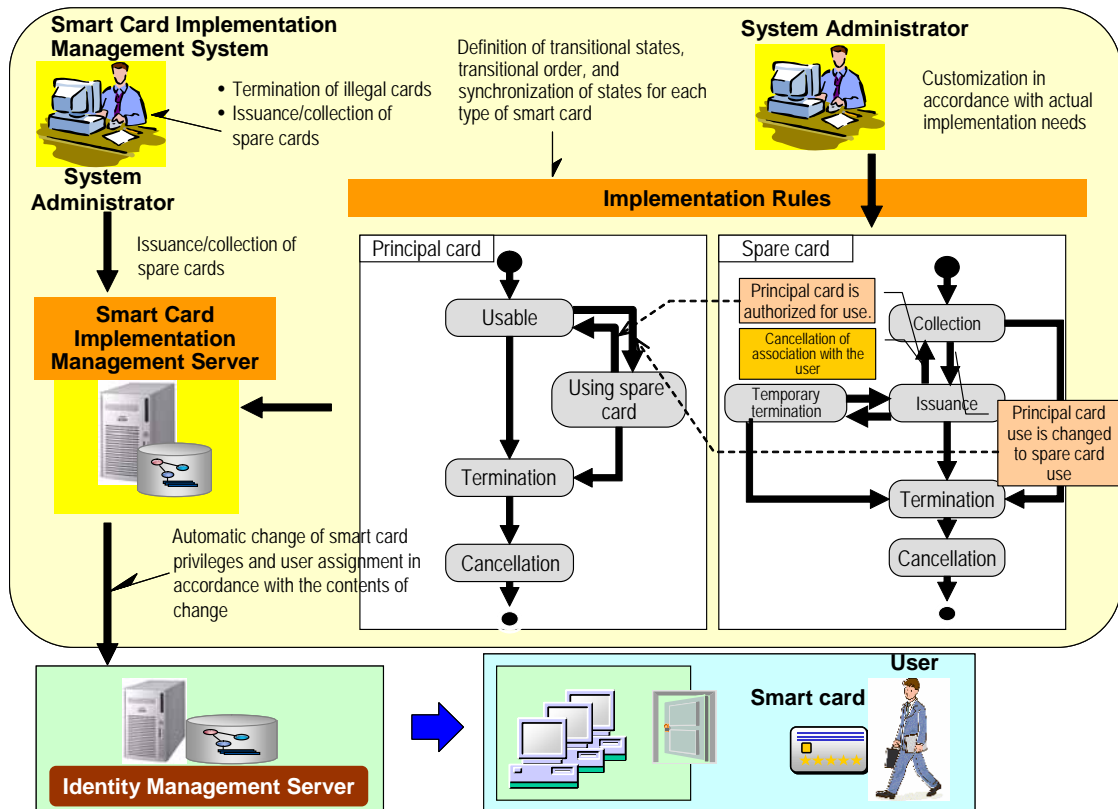 Smart Card Implementation
Management System
• Termination of illegal cards
• Issuance/collection of
spare cards
System
Administrator
Definition of transitional states,
transitional order, and
synchronization of states for each
type of smart card
System Administrator
Customization in
accordance with actual
implementation needs
Implementation Rules
Issuance/collection of
spare cards
Smart Card
Implementation
Management Server
Principal card
Usable
Using spare
card
Termination
Cancellation
Spare card
Principal card is
authorized for use.
Collection
Cancellation of
association with the
user
Temporary
termination
Issuance
Principal card
use is changed
to spare card
use
Termination
Cancellation
Automatic change of smart card
privileges and user assignment in
accordance with the contents of
change
Identity Management Server
User
Smart card